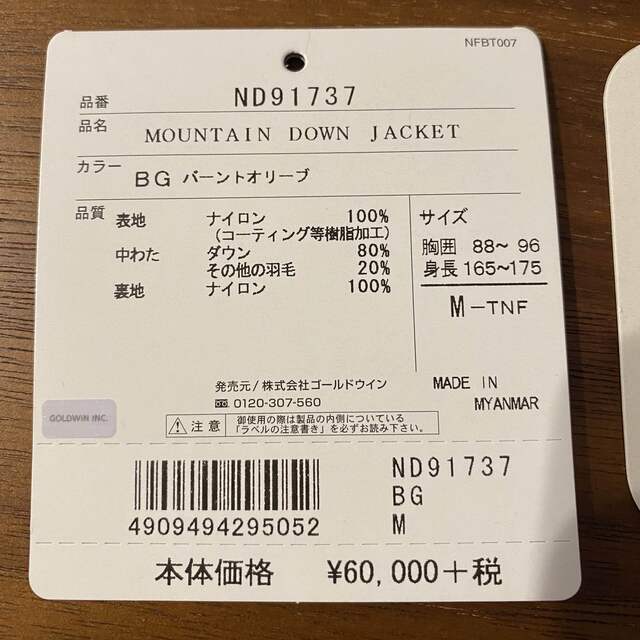 NFBT007
品番 ND91737
品名 MOUNTAIN DOWN JACKET
カラー BG バーントオリーブ
品質 表地 ナイロン 100%
(コーティング等樹脂加工)
中わた ダウン 80%
その他の羽毛 20%
裏地 ナイロン 100%
サイズ
胸囲 88~ 96
身長 165~175
M-TNF
発売元/株式会社ゴールドウイン
0120-307-560
MADE IN
MYANMAR
GOLDWIN INC.
注意 御使用の際は製品の内側についている
「ラベルの注意書き」を必ずお読み下さい。
4909494295052
ND91737
BG
M
本体価格 ¥60,000+税